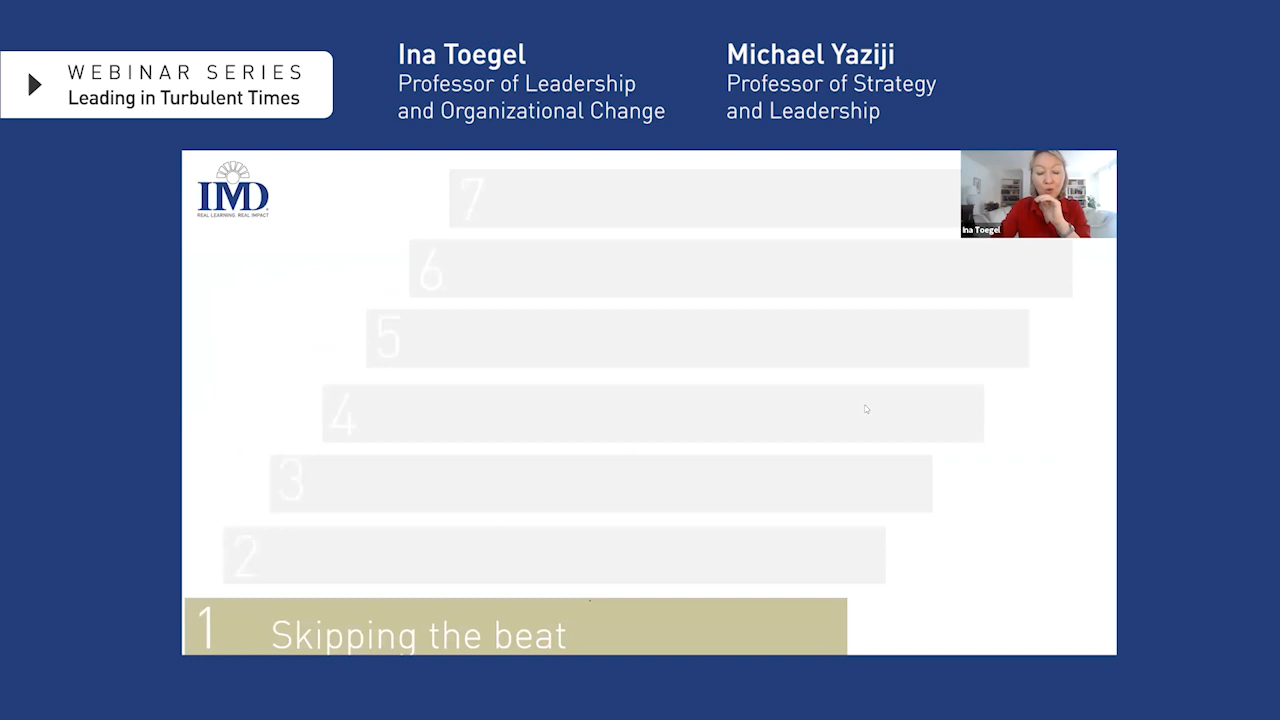 WEBINAR SERIES
Leading in Turbulent Times
Ina Toegel
Professor of Leadership
and Organizational Change
Michael Yaziji
Professor of Strategy
and Leadership
IMD
REAL LEARNING. REAL IMPACT
Ina Toegel
7
6
5
4
3
2
1 Skipping the beat